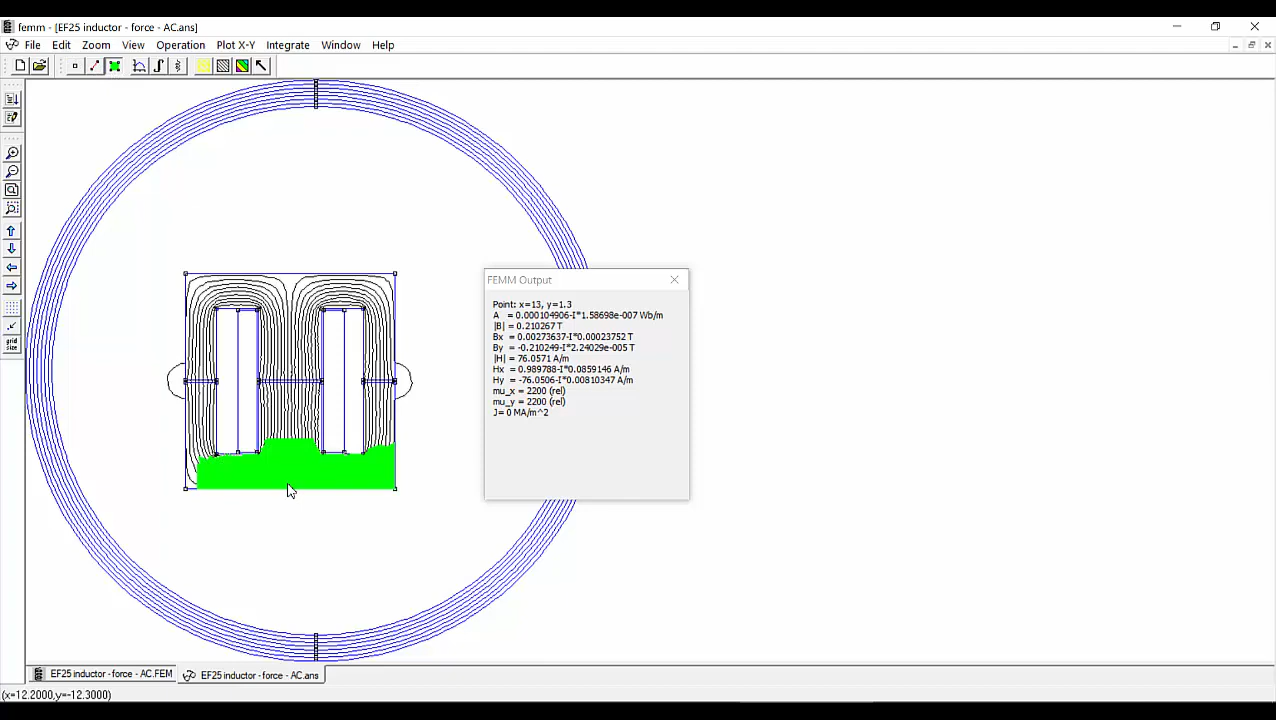 femm - [EF25 inductor - force - AC.ans]
File Edit Zoom View Operation Plot X-Y Integrate Window Help
grid
size
FEMM Output
Point: x=13, y=1.3
A = 0.000104906-I*1.58698e-007 Wb/m
|B| = 0.210267 T
Bx = 0.00273637-I*0.00023752 T
By = -0.210249-I*2.24029e-005 T
|H| = 76.0571 A/m
Hx = 0.989788-I*0.0859146 A/m
Hy = -76.0506-I*0.00810347 A/m
mu_x = 2200 (rel)
mu_y = 2200 (rel)
J= 0 MA/m^2
EF25 inductor - force - AC.FEM EF25 inductor - force - AC.ans
(x=12.2000,y=-12.3000)